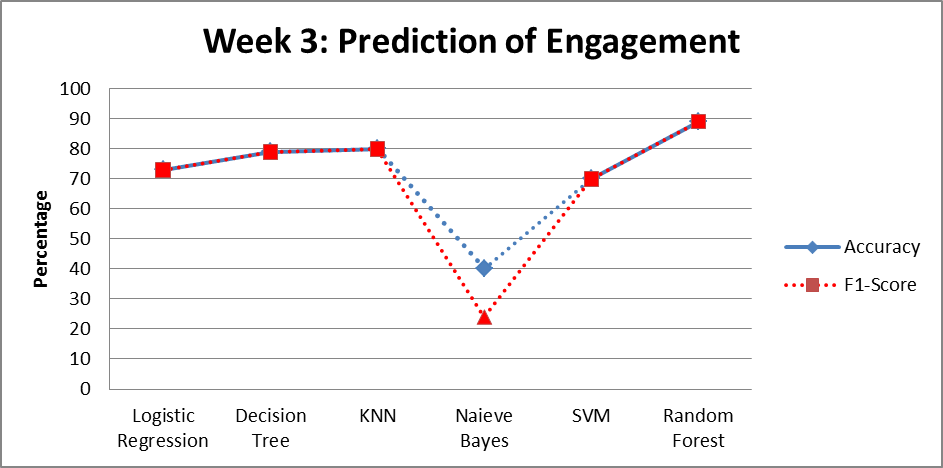 Week 3: Prediction of Engagement
Percentage
100
90
80
70
60
50
40
30
20
10
0
Logistic
Regression
Decision
Tree
KNN
Naieve
Bayes
SVM
Random
Forest
Accuracy
F1-Score